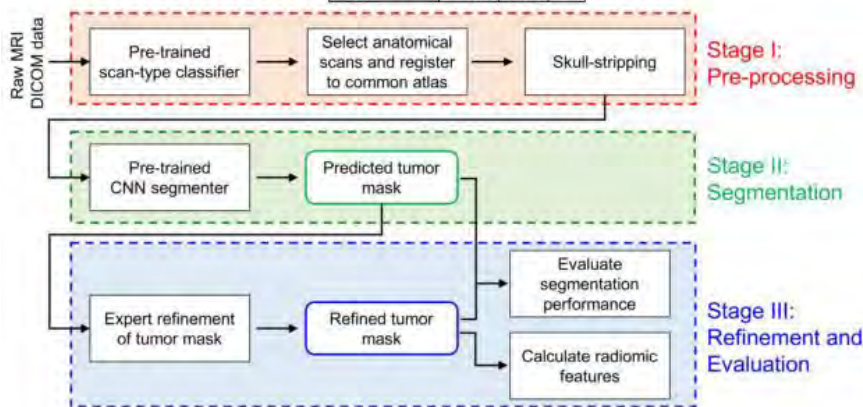 Raw MRI
DICOM data
Pre-trained
scan-type classifier
Select anatomical
scans and register
to common atlas
Skull-stripping
Stage I:
Pre-processing
Pre-trained
CNN segmenter
Predicted tumor
mask
Stage II:
Segmentation
Expert refinement
of tumor mask
Refined tumor
mask
Evaluate
segmentation
performance
Calculate radiomic
features
Stage III:
Refinement and
Evaluation